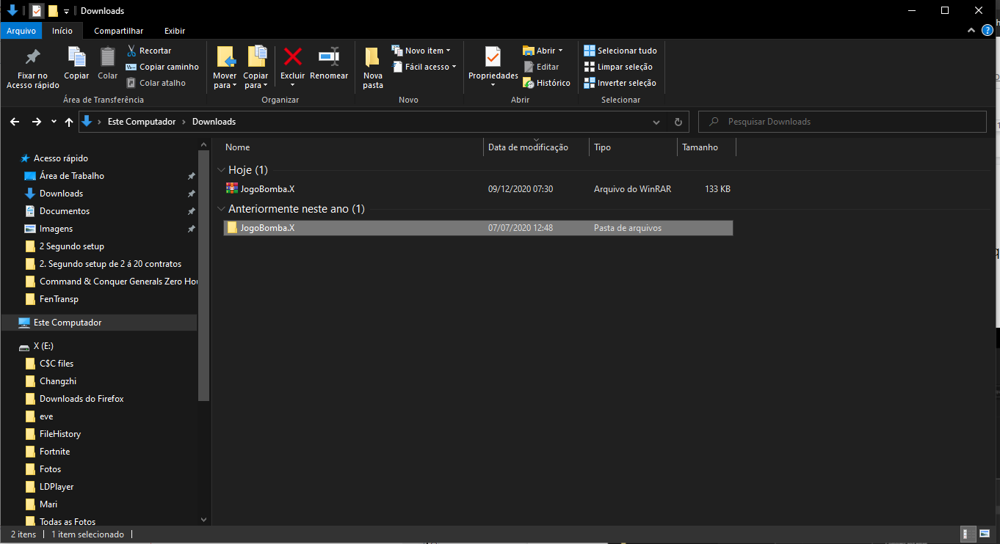 Downloads
Arquivo Início Compartilhar Exibir
Fixar no
Acesso rápido
Copiar
Colar
Recortar
Copiar caminho
Colar atalho
Área de Transferência
Mover
para
Copiar
para
Excluir
Renomear
Organizar
Nova
pasta
Novo item
Fácil acesso
Novo
Propriedades
Abrir
Editar
Histórico
Abrir
Selecionar tudo
Limpar seleção
Inverter seleção
Selecionar
Este Computador Downloads
Pesquisar Downloads
Acesso rápido
Área de Trabalho
Downloads
Documentos
Imagens
2 Segundo setup
2. Segundo setup de 2 á 20 contratos
Command & Conquer Generals Zero Hou
FenTransp
Este Computador
X (E:)
C$C files
Changzhi
Downloads do Firefox
eve
FileHistory
Fortnite
Fotos
LDPlayer
Mari
Todas as Fotos
Nome Data de modificação Tipo Tamanho
Hoje (1)
JogoBomba.X 09/12/2020 07:30 Arquivo do WinRAR 133 KB
Anteriormente neste ano (1)
JogoBomba.X 07/07/2020 12:48 Pasta de arquivos
2 itens 1 item selecionado